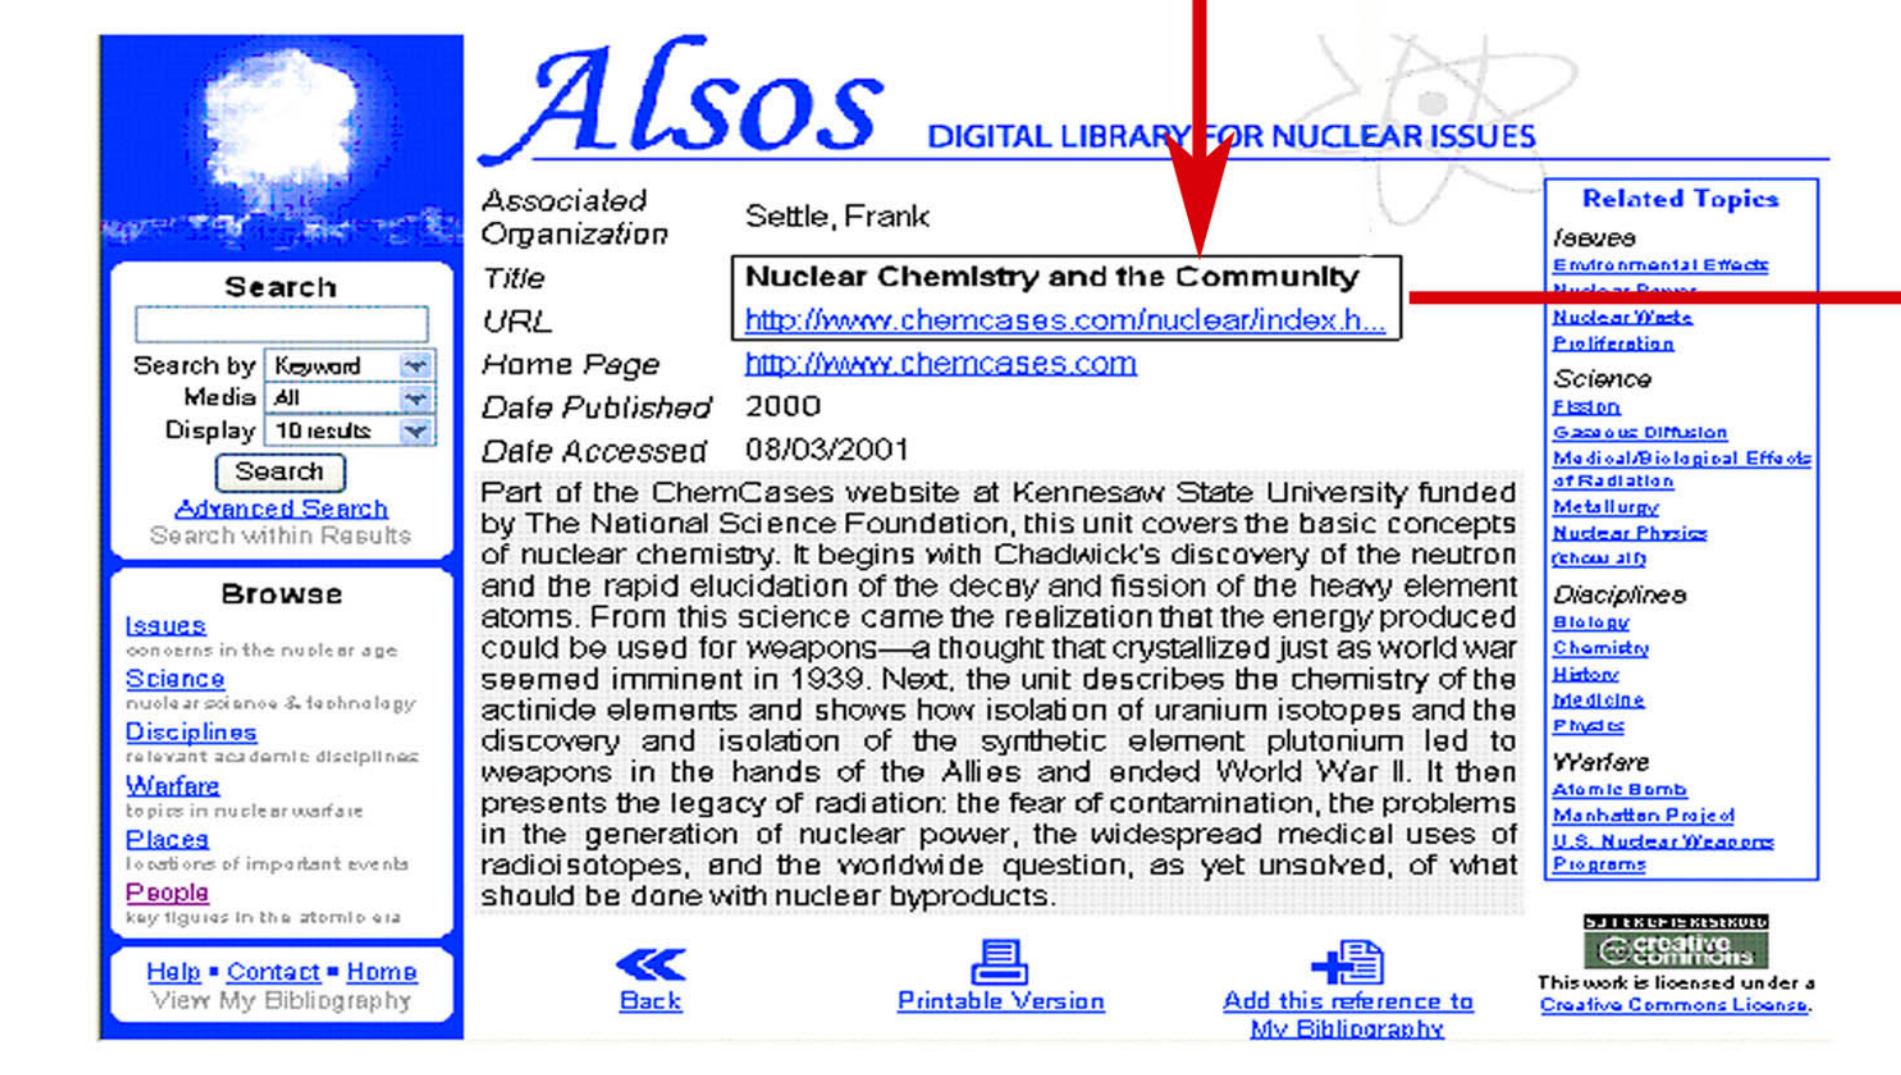 Alsos
DIGITAL LIBRARY FOR NUCLEAR ISSUES
Search
Search by Keyword
Media All
Display 10 results
Search
Advanced Search
Search within Results
Browse
Issues
concerns in the nuclear age
Science
nuclear science & technology
Disciplines
relevant academic disciplines
Warfare
topics in nuclear warfare
Places
locations of important events
People
key figures in the atomic era
Help ▪ Contact ▪ Home
View My Bibliography
Associated
Organization Settle, Frank
Title Nuclear Chemistry and the Community
URL http://www.chemcases.com/nuclear/index.h...
Home Page http://www.chemcases.com
Date Published 2000
Date Accessed 08/03/2001
Part of the ChemCases website at Kennesaw State University funded
by The National Science Foundation, this unit covers the basic concepts
of nuclear chemistry. It begins with Chadwick's discovery of the neutron
and the rapid elucidation of the decay and fission of the heavy element
atoms. From this science came the realization that the energy produced
could be used for weapons—a thought that crystallized just as world war
seemed imminent in 1939. Next, the unit describes the chemistry of the
actinide elements and shows how isolation of uranium isotopes and the
discovery and isolation of the synthetic element plutonium led to
weapons in the hands of the Allies and ended World War II. It then
presents the legacy of radiation: the fear of contamination, the problems
in the generation of nuclear power, the widespread medical uses of
radioisotopes, and the worldwide question, as yet unsolved, of what
should be done with nuclear byproducts.
Back
Printable Version
Add this reference to
My Bibliography
Related Topics
Issues
Environmental Effects
Nuclear Power
Nuclear Waste
Proliferation
Science
Fission
Gaseous Diffusion
Medical/Biological Effects
of Radiation
Metallurgy
Nuclear Physics
(show all)
Disciplines
Biology
Chemistry
History
Medicine
Physics
Warfare
Atomic Bomb
Manhattan Project
U.S. Nuclear Weapons
Programs
creative
commons
This work is licensed under a
Creative Commons License.